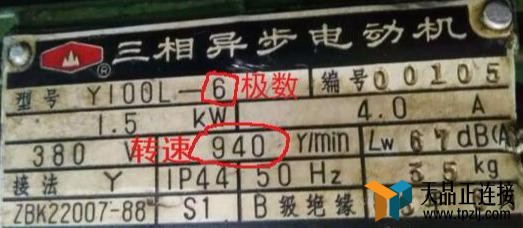 ® 三相异步电动机
型号 Y100L-6 极数 编号 00105
1.5 kW 4.0 A
380 V 转速 940 r/min Lw 67 dB(A)
接法 Y IP44 50 Hz kg
ZBK22007-88 S1 B 级绝缘
大品正连接
www.tpzlj.com